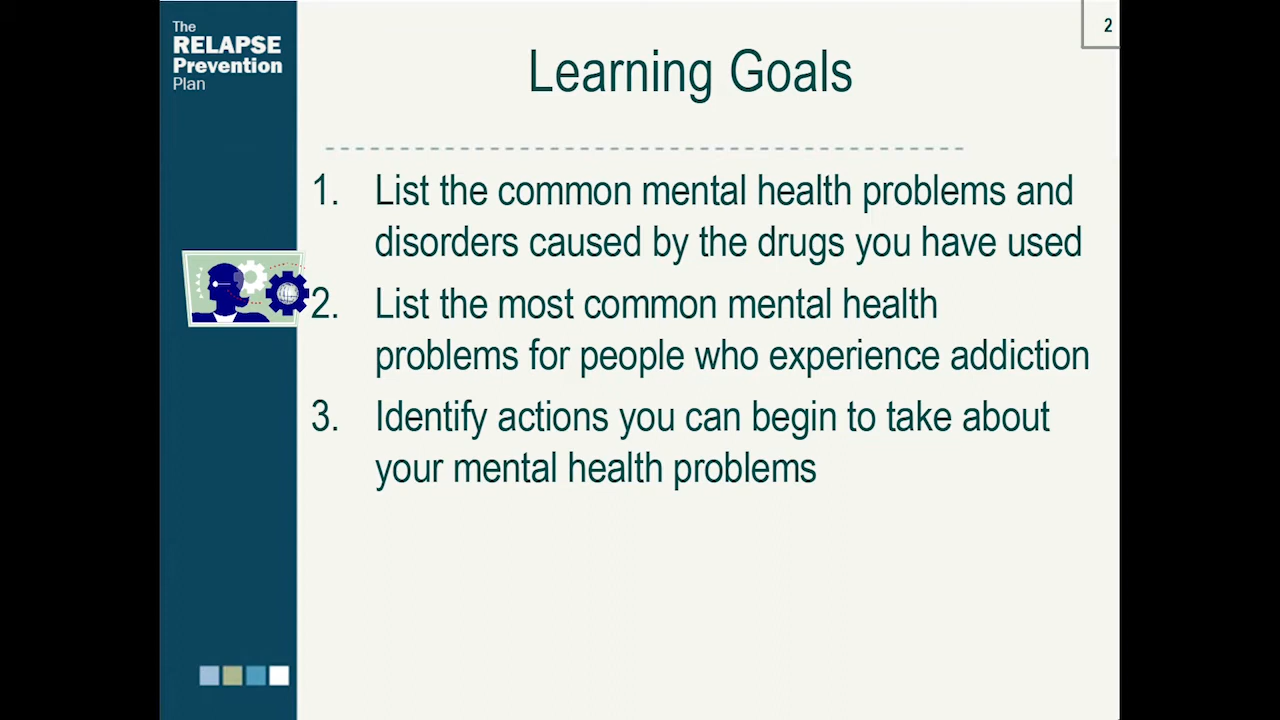 The
RELAPSE
Prevention
Plan
2
Learning Goals
1. List the common mental health problems and
disorders caused by the drugs you have used
2. List the most common mental health
problems for people who experience addiction
3. Identify actions you can begin to take about
your mental health problems